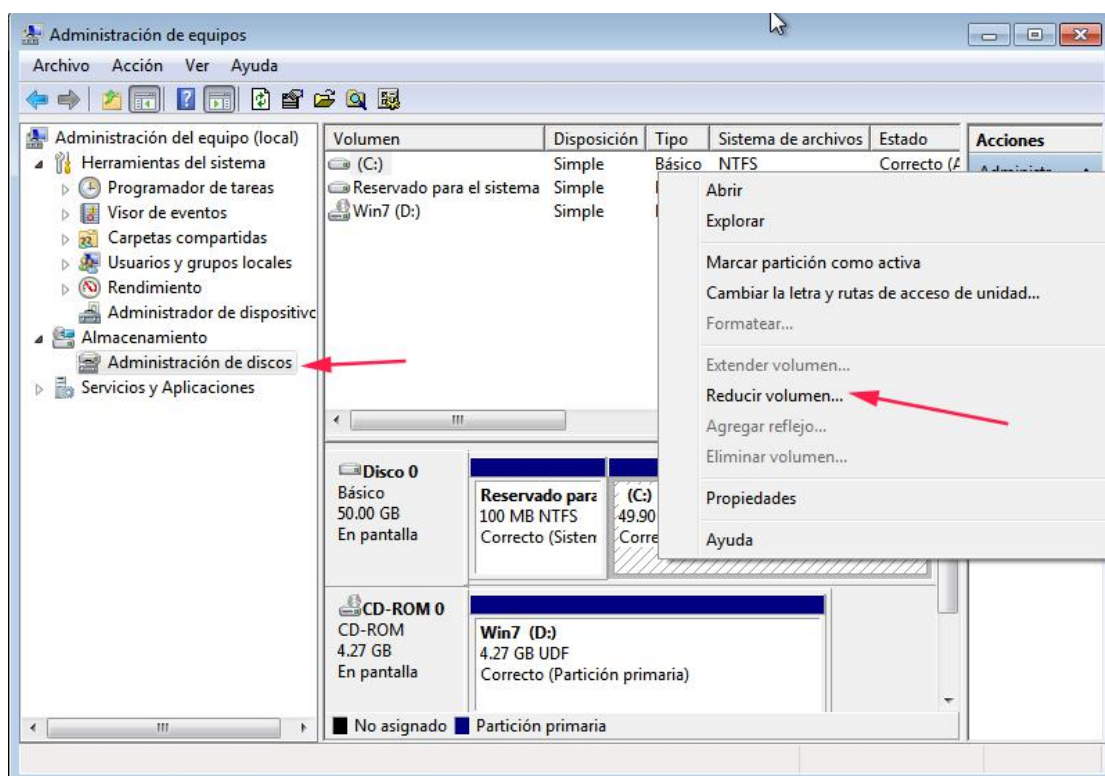 Administración de equipos
Archivo Acción Ver Ayuda
Administración del equipo (local)
Herramientas del sistema
Programador de tareas
Visor de eventos
Carpetas compartidas
Usuarios y grupos locales
Rendimiento
Administrador de dispositivc
Almacenamiento
Administración de discos
Servicios y Aplicaciones
Volumen Disposición Tipo Sistema de archivos Estado
(C:) Simple Básico NTFS Correcto (A
Reservado para el sistema Simple
Win7 (D:) Simple
Acciones
Abrir
Explorar
Marcar partición como activa
Cambiar la letra y rutas de acceso de unidad...
Formatear...
Extender volumen...
Reducir volumen...
Agregar reflejo...
Eliminar volumen...
Propiedades
Ayuda
Disco 0
Básico
50.00 GB
En pantalla
Reservado para
100 MB NTFS
Correcto (Sisten
(C:)
49.90
Corre
CD-ROM 0
CD-ROM
4.27 GB
En pantalla
Win7 (D:)
4.27 GB UDF
Correcto (Partición primaria)
No asignado Partición primaria